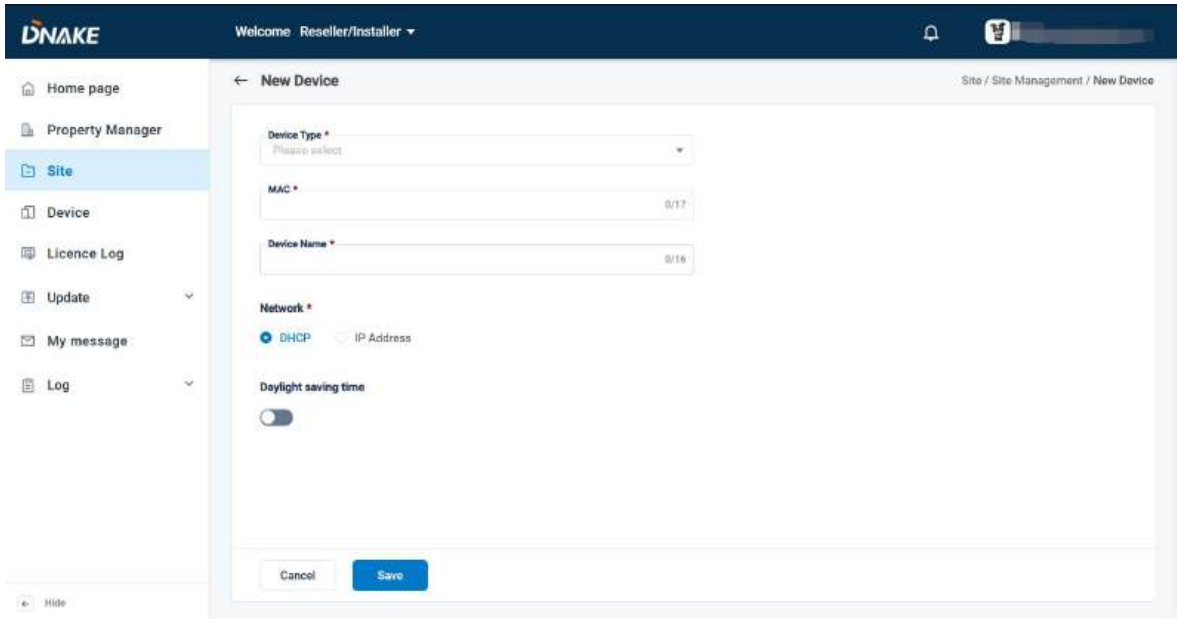 DNAKE
Welcome Reseller/Installer
Home page
Property Manager
Site
Device
Licence Log
Update
My message
Log
Hide
New Device
Site / Site Management / New Device
Device Type *
Please select
MAC *
0/17
Device Name *
0/16
Network *
DHCP IP Address
Daylight saving time
Cancel Save